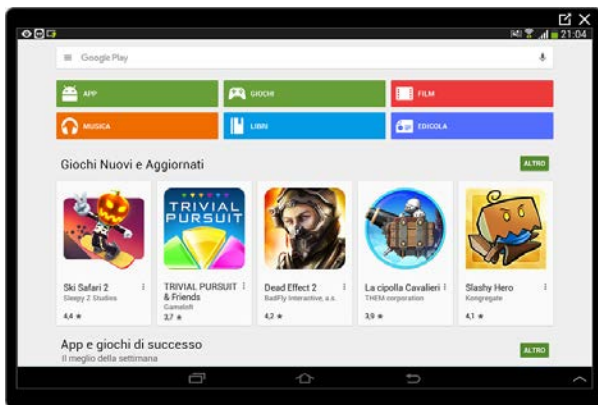 21:04
Google Play
APP
GIOCHI
FILM
MUSICA
LIBRI
EDICOLA
Giochi Nuovi e Aggiornati
ALTRO
TRIVIAL
PURSUIT
Ski Safari 2
Sleepy Z Studios
4,4 ★
TRIVIAL PURSUIT
& Friends
Gameloft
3,7 ★
Dead Effect 2
BadFly Interactive, a.s.
4,2 ★
La cipolla Cavalieri
THEM corporation
3,9 ★
Slashy Hero
Kongregate
4,1 ★
App e giochi di successo
Il meglio della settimana
ALTRO